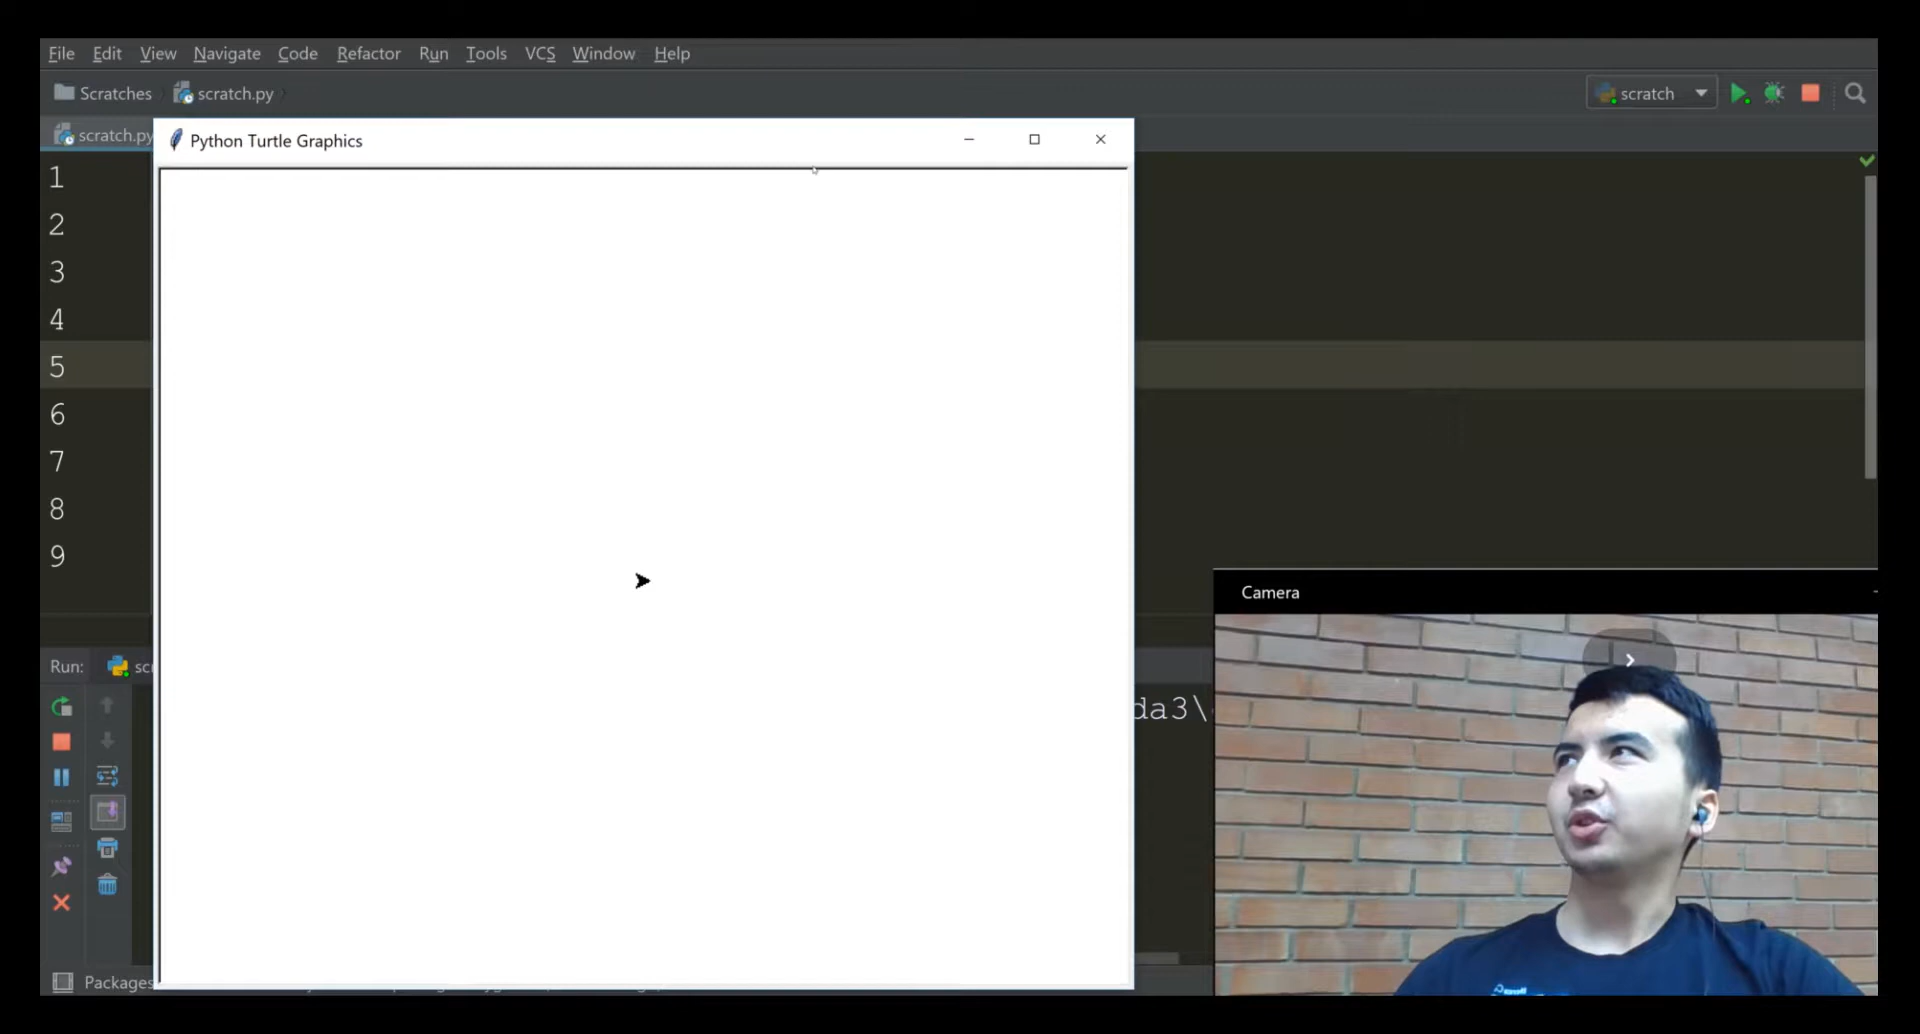 File Edit View Navigate Code Refactor Run Tools VCS Window Help
Scratches scratch.py scratch
scratch.py
Python Turtle Graphics
1
2
3
4
5
6
7
8
9
Camera
Run:
da3\
Packages